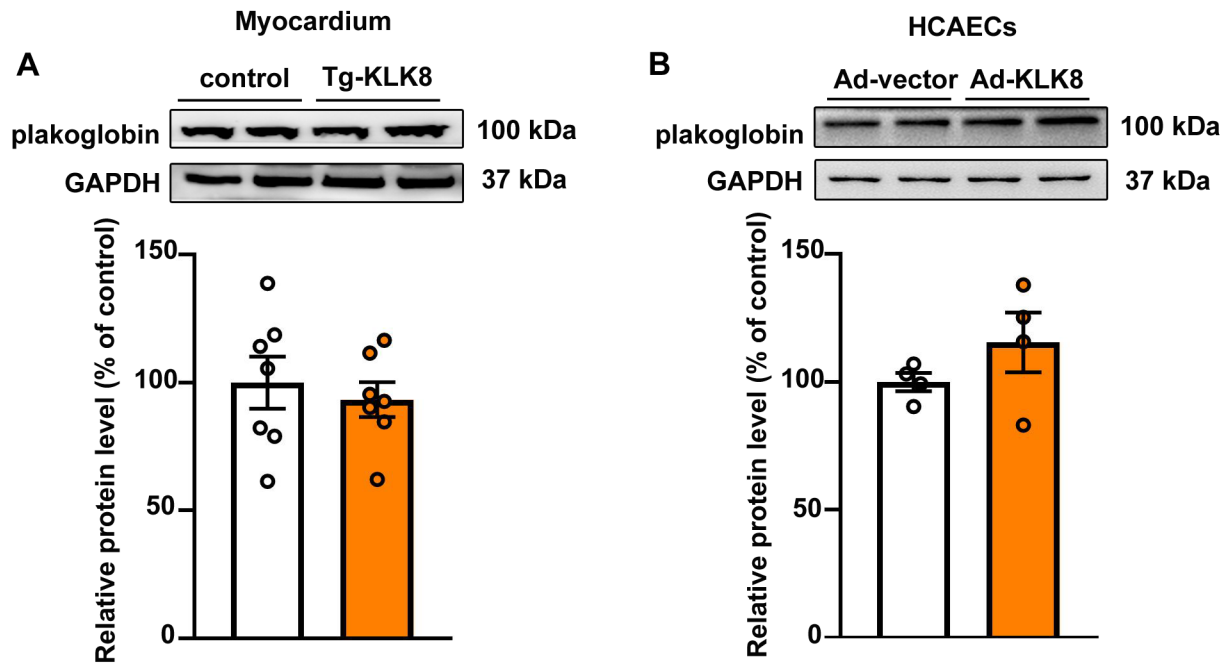 Myocardium
A
control Tg-KLK8
plakoglobin 100 kDa
GAPDH 37 kDa
Relative protein level (% of control)
150
100
50
0
HCAECs
B
Ad-vector Ad-KLK8
plakoglobin 100 kDa
GAPDH 37 kDa
Relative protein level (% of control)
150
100
50
0